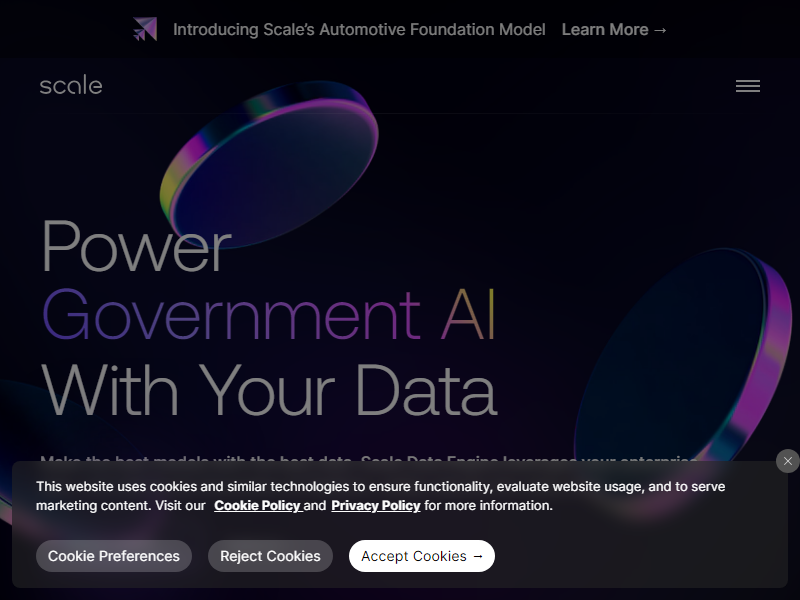 Introducing Scale's Automotive Foundation Model Learn More →
scale
Power
Government AI
With Your Data
Make the best models with the best data. Scale Data Engine leverages your enterprise
This website uses cookies and similar technologies to ensure functionality, evaluate website usage, and to serve
marketing content. Visit our Cookie Policy and Privacy Policy for more information.
Cookie Preferences Reject Cookies Accept Cookies →